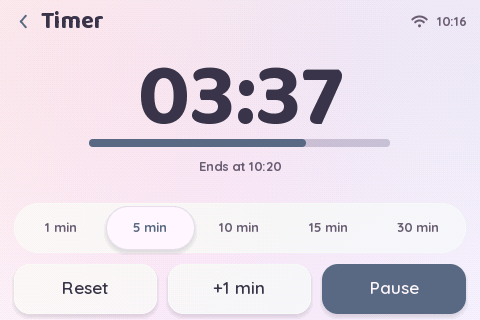 Timer
10:16
03:37
Ends at 10:20
1 min
5 min
10 min
15 min
30 min
Reset
+1 min
Pause